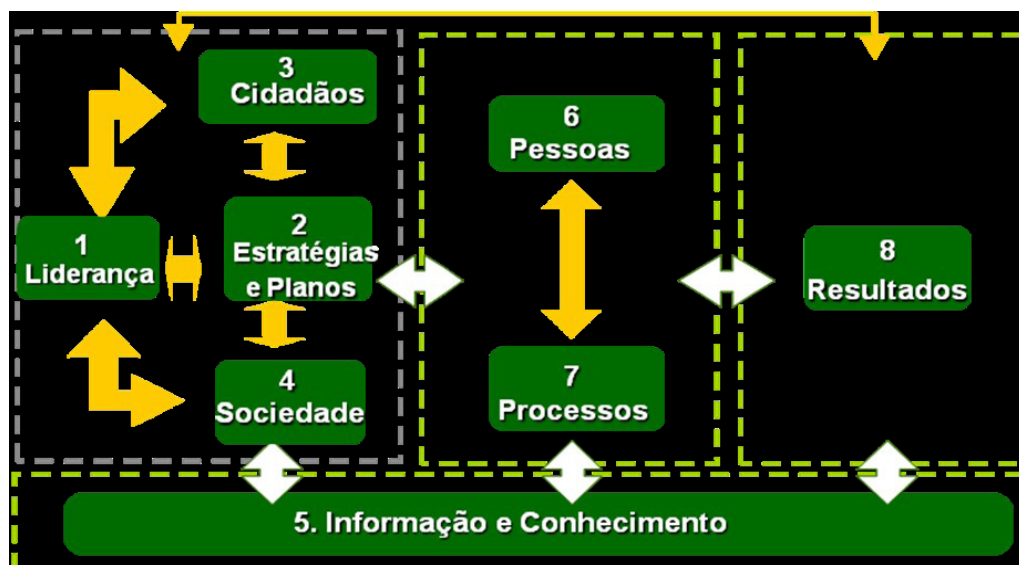 3
Cidadãos
6
Pessoas
1
Liderança
2
Estratégias
e Planos
8
Resultados
4
Sociedade
7
Processos
5. Informação e Conhecimento